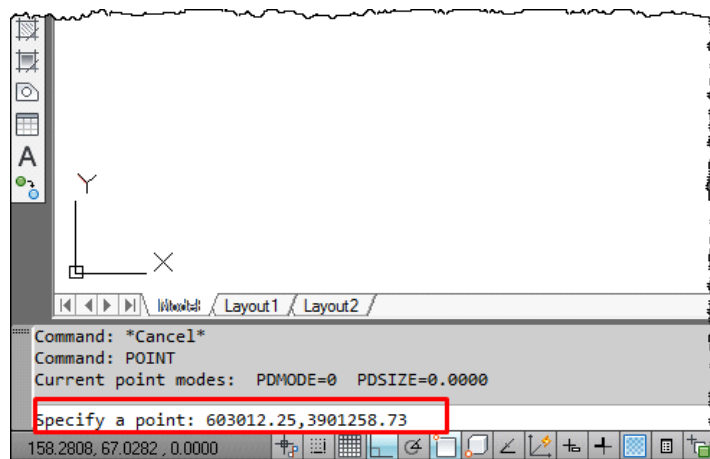 A
Y
X
Layout1 / Layout2 /
Command: *Cancel*
Command: POINT
Current point modes:  PDMODE=0  PDSIZE=0.0000
Specify a point: 603012.25,3901258.73
158.2808, 67.0282 , 0.0000